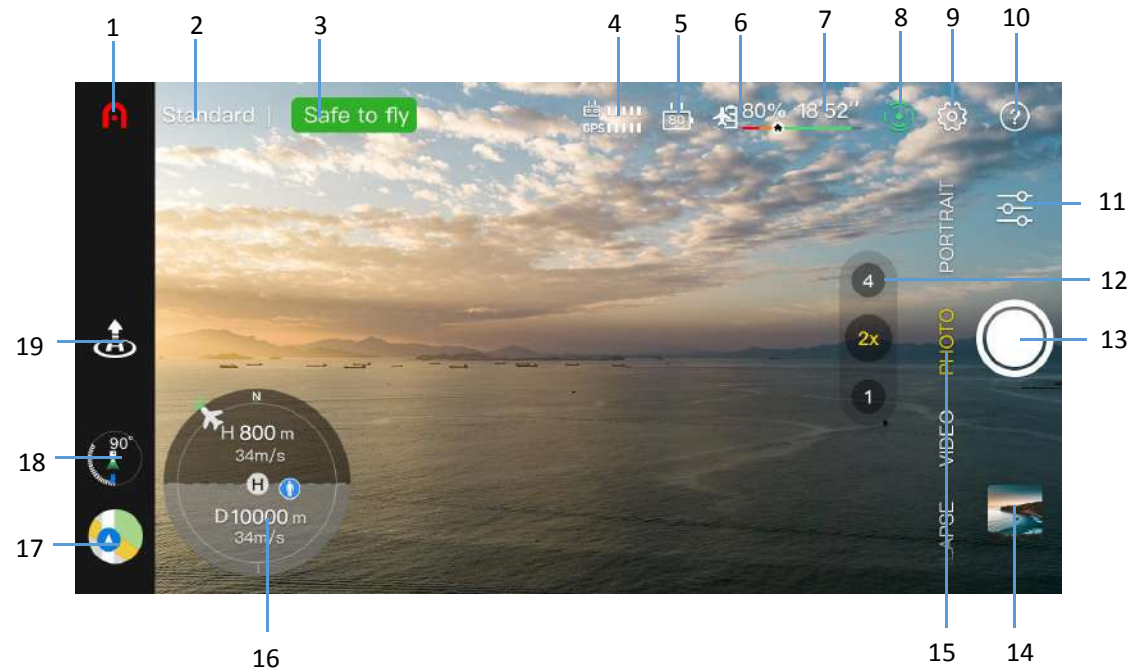 1
2
3
4
5
6
7
8
9
10
Standard |
Safe to fly
GPS
80
80%
18'52''
?
11
PORTRAIT
4
12
2x
PHOTO
13
1
VIDEO
LAPSE
19
90°
18
17
N
H 800 m
34m/s
H
D 10000 m
34m/s
16
15
14